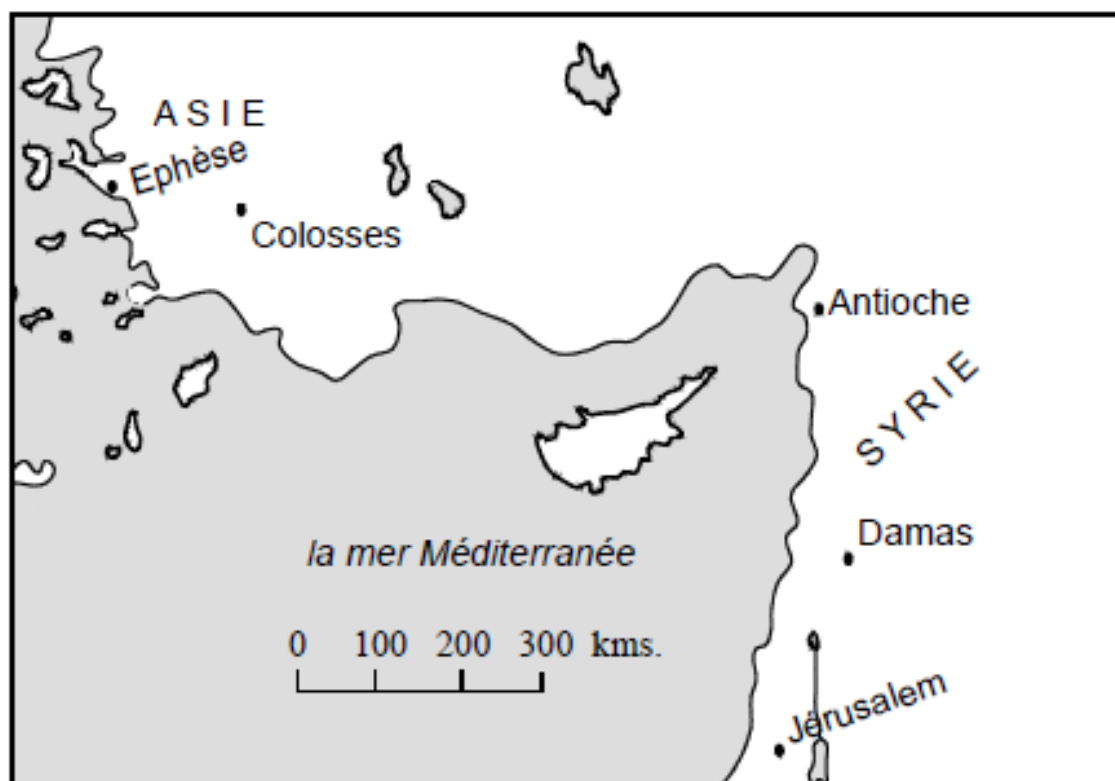 ASIE
Ephèse
Colosses
Antioche
SYRIE
Damas
la mer Méditerranée
0 100 200 300 kms.
Jérusalem